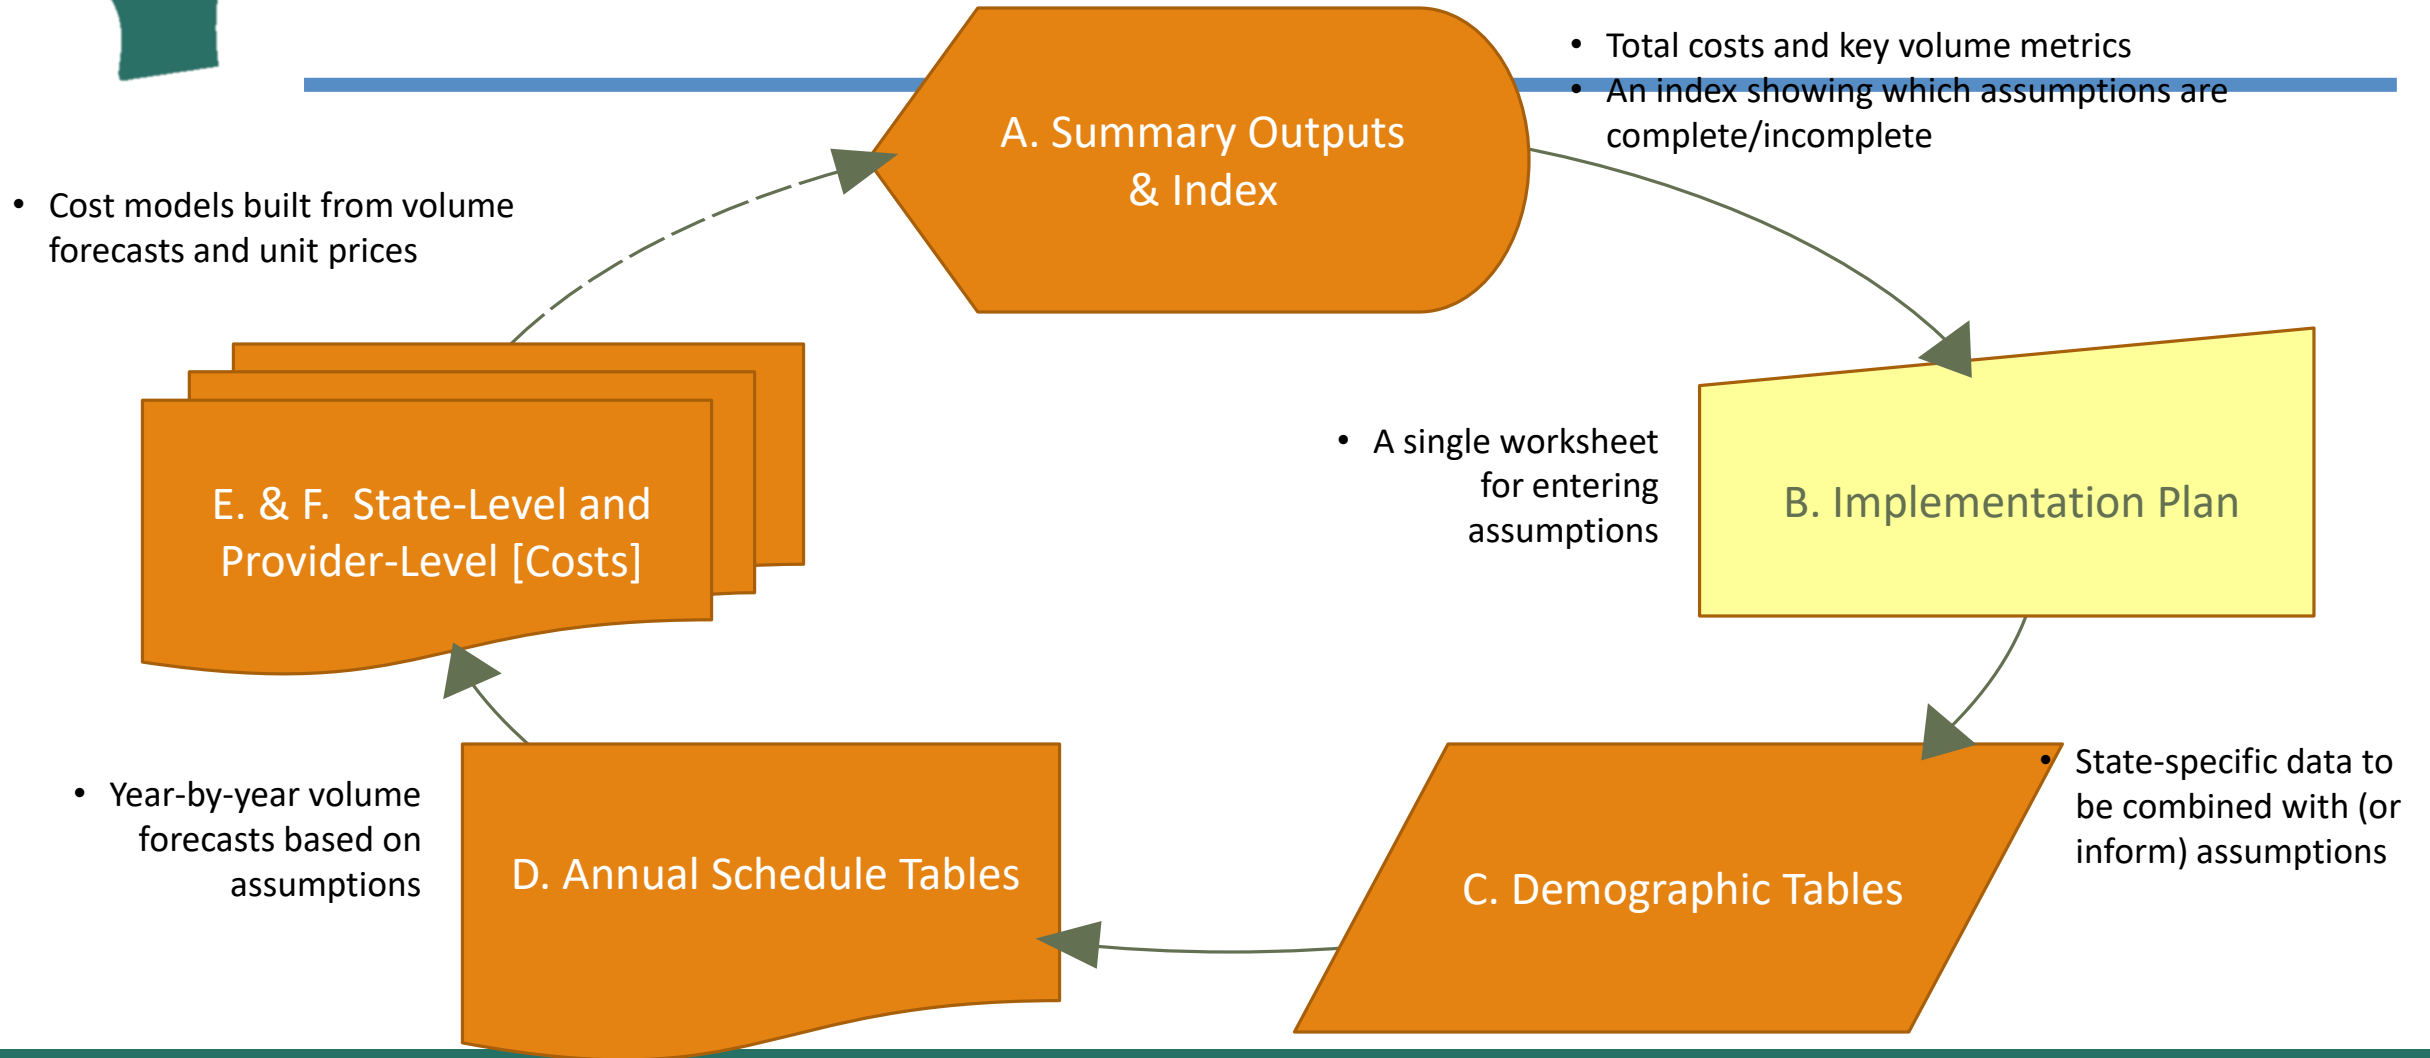 • Total costs and key volume metrics
• An index showing which assumptions are
complete/incomplete
A. Summary Outputs
& Index
• Cost models built from volume
forecasts and unit prices
• A single worksheet
for entering
assumptions
B. Implementation Plan
E. & F.  State-Level and
Provider-Level [Costs]
• State-specific data to
be combined with (or
inform) assumptions
C. Demographic Tables
D. Annual Schedule Tables
• Year-by-year volume
forecasts based on
assumptions